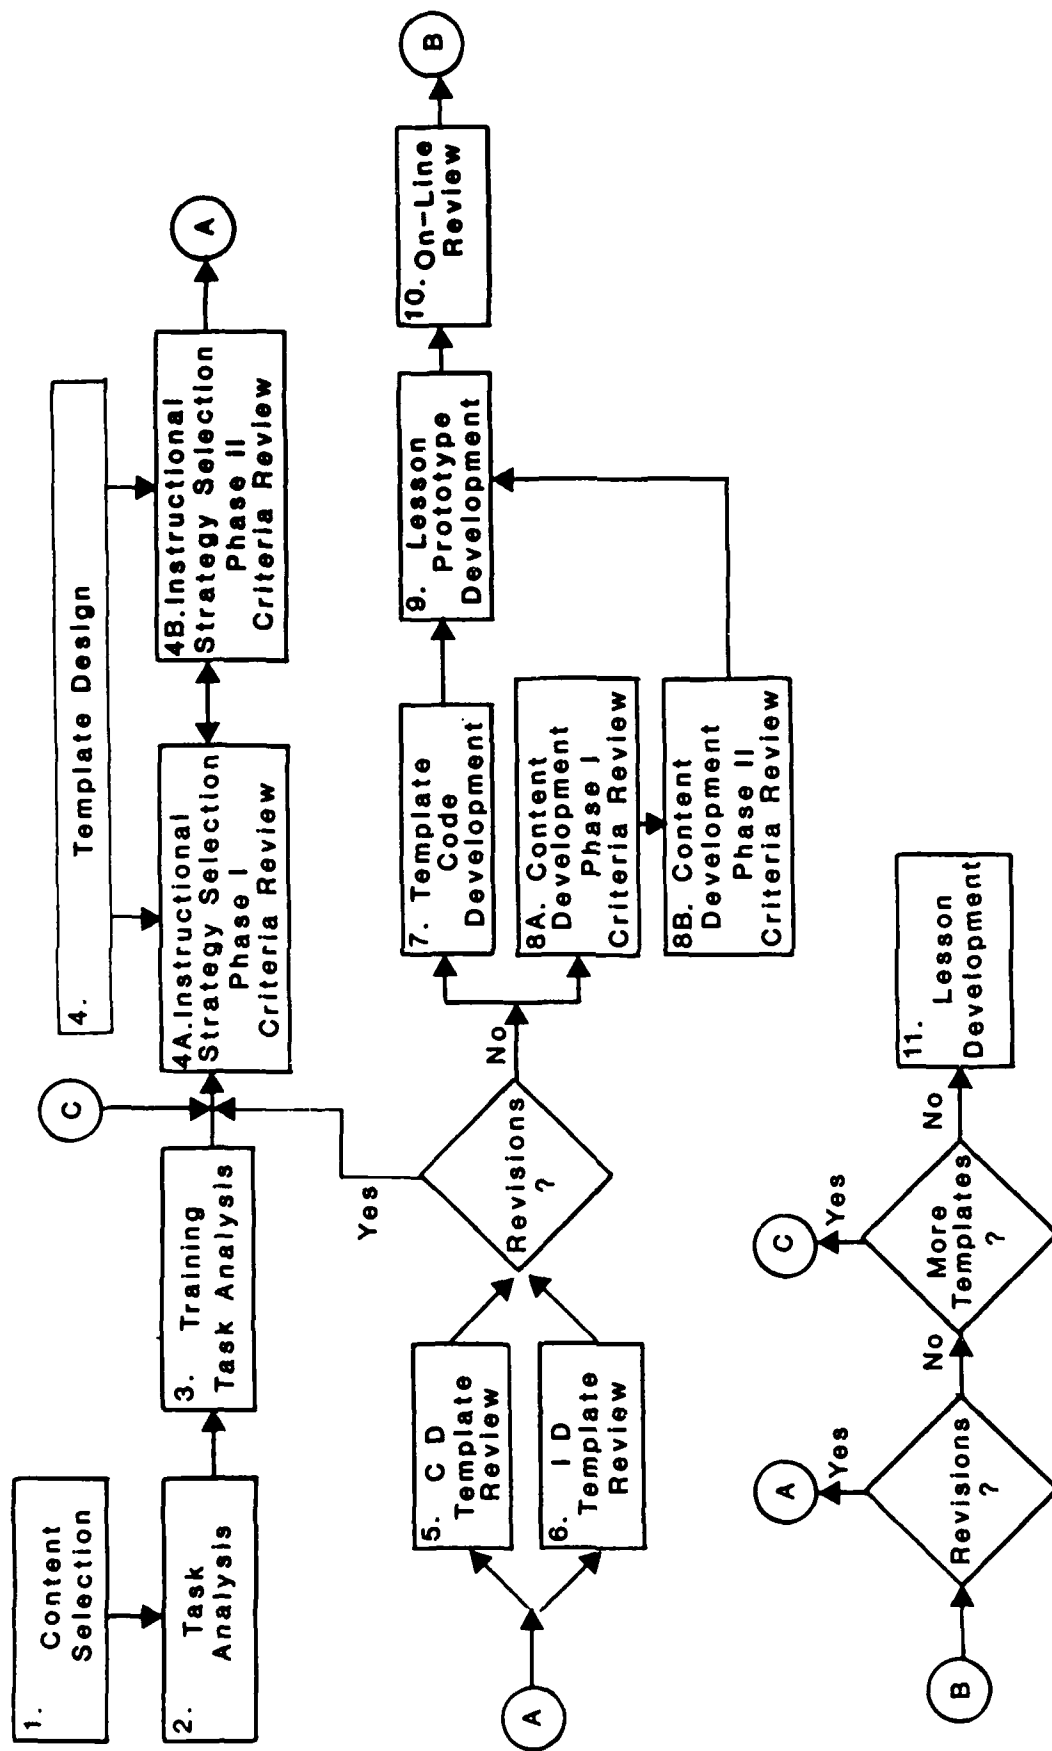 1.
Content
Selection
2.
Task
Analysis
3.
Training
Task Analysis
C
4.
Template Design
4A.Instructional
Strategy Selection
Phase I
Criteria Review
4B.Instructional
Strategy Selection
Phase II
Criteria Review
A
A
5. C D
Template
Review
6. I D
Template
Review
Revisions
?
Yes
No
7. Template
Code
Development
8A. Content
Development
Phase I
Criteria Review
8B. Content
Development
Phase II
Criteria Review
9. Lesson
Prototype
Development
10. On-Line
Review
B
B
Revisions
?
Yes
A
No
More
Templates
?
Yes
C
No
11.
Lesson
Development